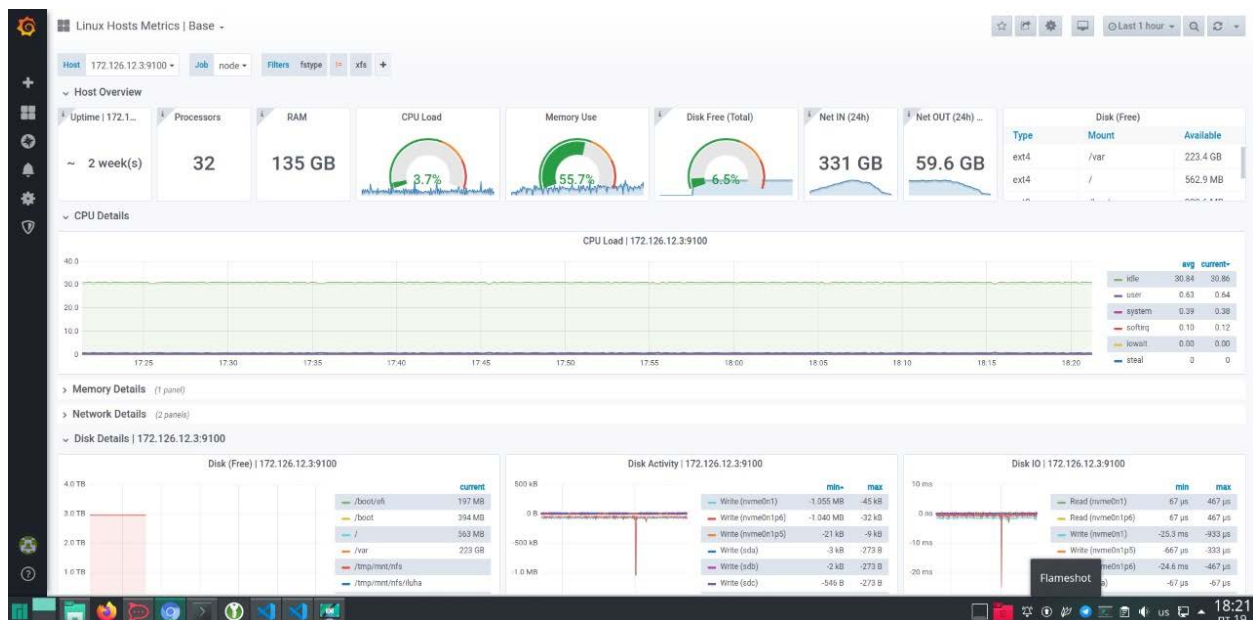 Linux Hosts Metrics | Base
Last 1 hour
Host 172.126.12.3:9100 Job node Filters fstype != xfs +
Host Overview
Uptime | 172.1... Processors RAM CPU Load Memory Use Disk Free (Total) Net IN (24h) Net OUT (24h) ... Disk (Free)
Type Mount Available
~ 2 week(s) 32 135 GB 3.7% 55.7% 6.5% 331 GB 59.6 GB
ext4 /var 223.4 GB
ext4 / 562.9 MB
CPU Details
CPU Load | 172.126.12.3:9100
avg current
40.0
30.0
20.0
10.0
0
idle 30.84 30.86
user 0.63 0.64
system 0.39 0.38
softirq 0.10 0.12
iowait 0.00 0.00
steal 0 0
17:25 17:30 17:35 17:40 17:45 17:50 17:55 18:00 18:05 18:10 18:15 18:20
Memory Details (1 panel)
Network Details (2 panels)
Disk Details | 172.126.12.3:9100
Disk (Free) | 172.126.12.3:9100
4.0 TB
3.0 TB
2.0 TB
1.0 TB
current
/boot/efi 197 MB
/boot 394 MB
/ 563 MB
/var 223 GB
/tmp/mnt/nfs
/tmp/mnt/nfs/iluha
Disk Activity | 172.126.12.3:9100
500 kB
0 B
-500 kB
-1.0 MB
min max
Write (nvme0n1) -1.055 MB -45 kB
Write (nvme0n1p6) -1.040 MB -32 kB
Write (nvme0n1p5) -21 kB -9 kB
Write (sda) -3 kB -273 B
Write (sdb) -2 kB -273 B
Write (sdc) -546 B -273 B
Disk IO | 172.126.12.3:9100
10 ms
0 ns
-10 ms
-20 ms
min max
Read (nvme0n1) 67 µs 467 µs
Read (nvme0n1p6) 67 µs 467 µs
Write (nvme0n1) -25.3 ms -933 µs
Write (nvme0n1p5) -667 µs -333 µs
nvme0n1p6) -24.6 ms -467 µs
-67 µs -67 µs
Flameshot
us
18:21